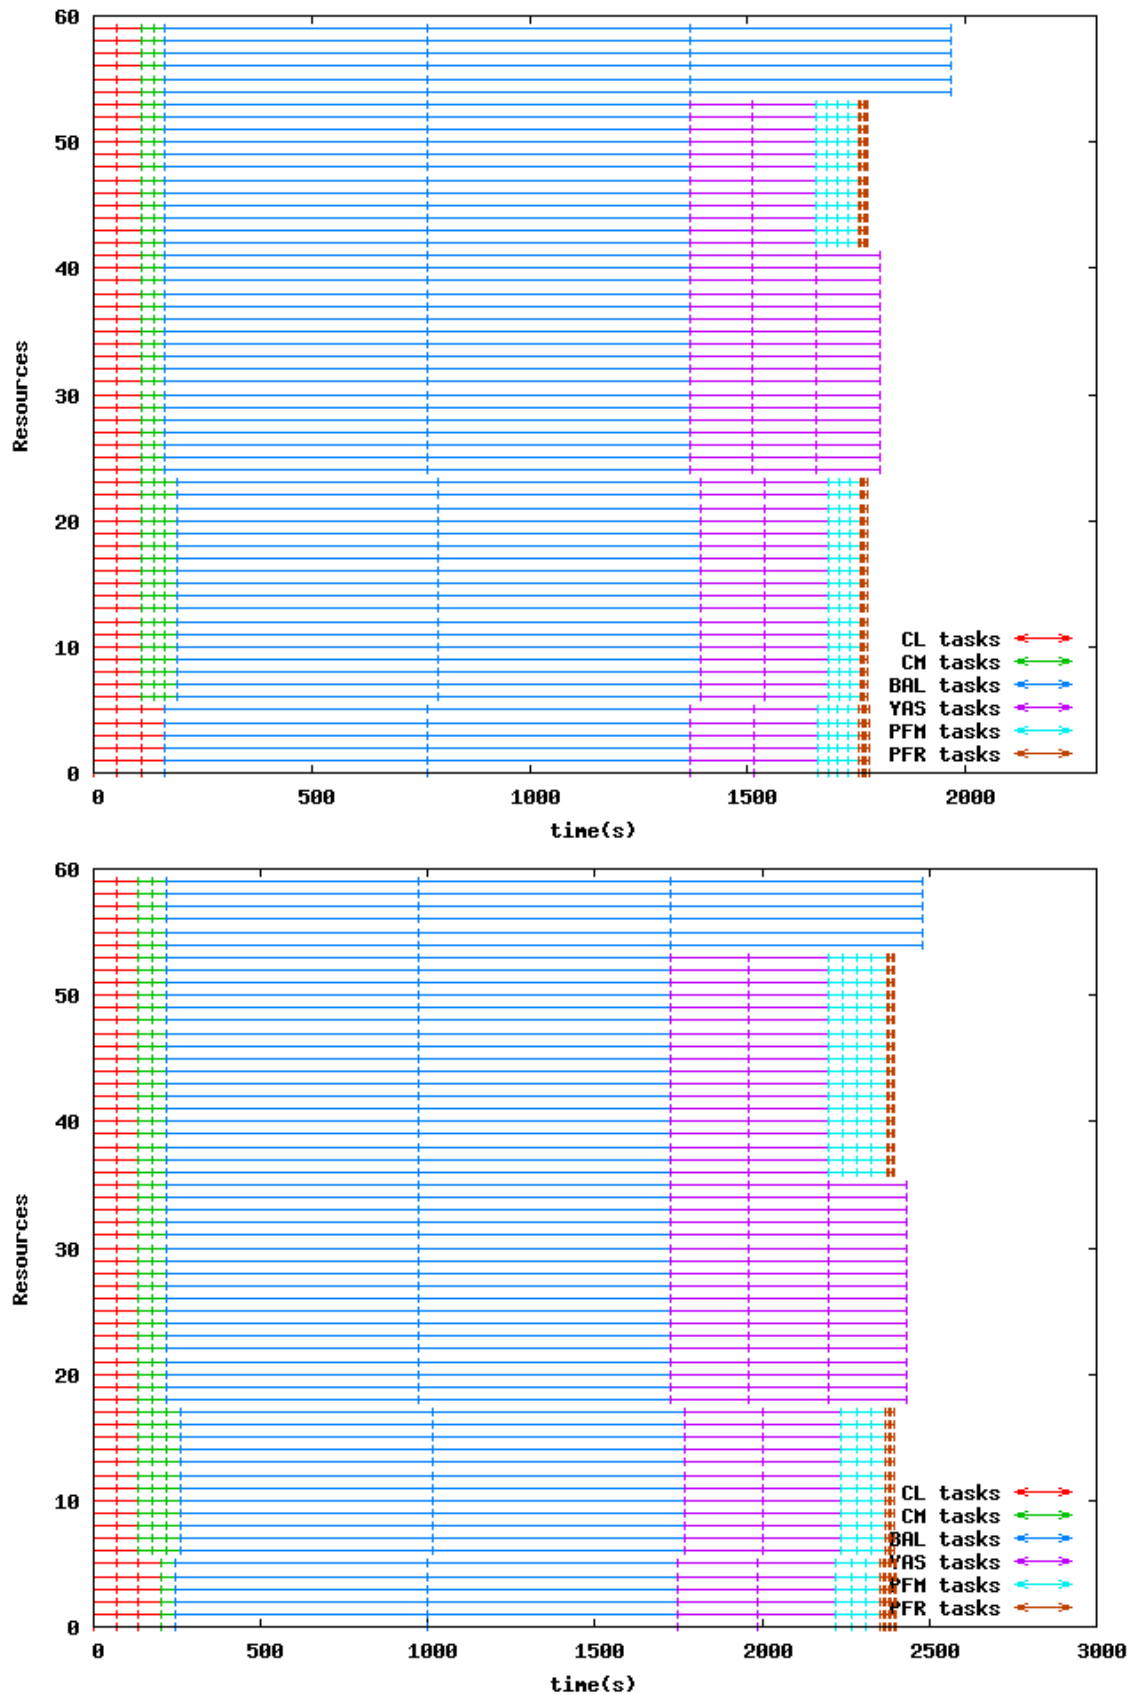 60
50
40
Resources
30
20
10
CL tasks
CM tasks
BAL tasks
YAS tasks
PFM tasks
PFR tasks
0
0 500 1000 1500 2000
time(s)
60
50
40
Resources
30
20
10
CL tasks
CM tasks
BAL tasks
YAS tasks
PFM tasks
PFR tasks
0
0 500 1000 1500 2000 2500 3000
time(s)